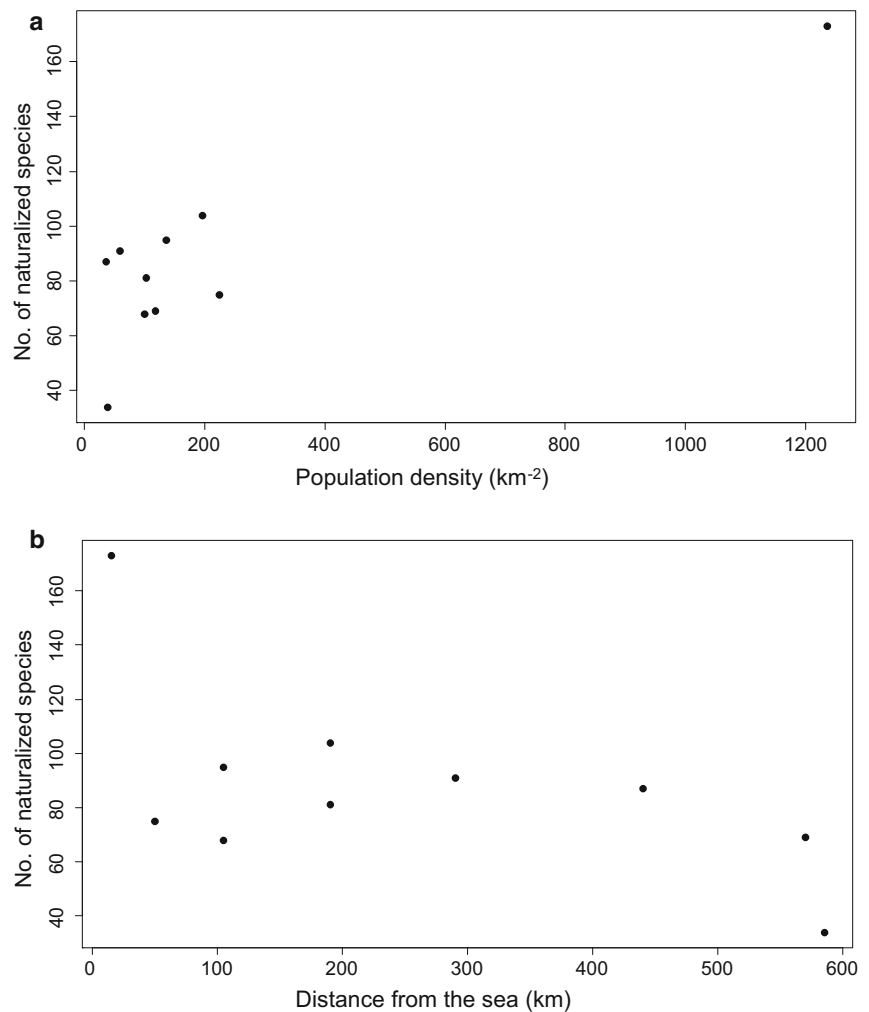 a
No. of naturalized species
160
140
120
100
80
60
40
0 200 400 600 800 1000 1200
Population density (km-2)
b
No. of naturalized species
160
140
120
100
80
60
40
0 100 200 300 400 500 600
Distance from the sea (km)